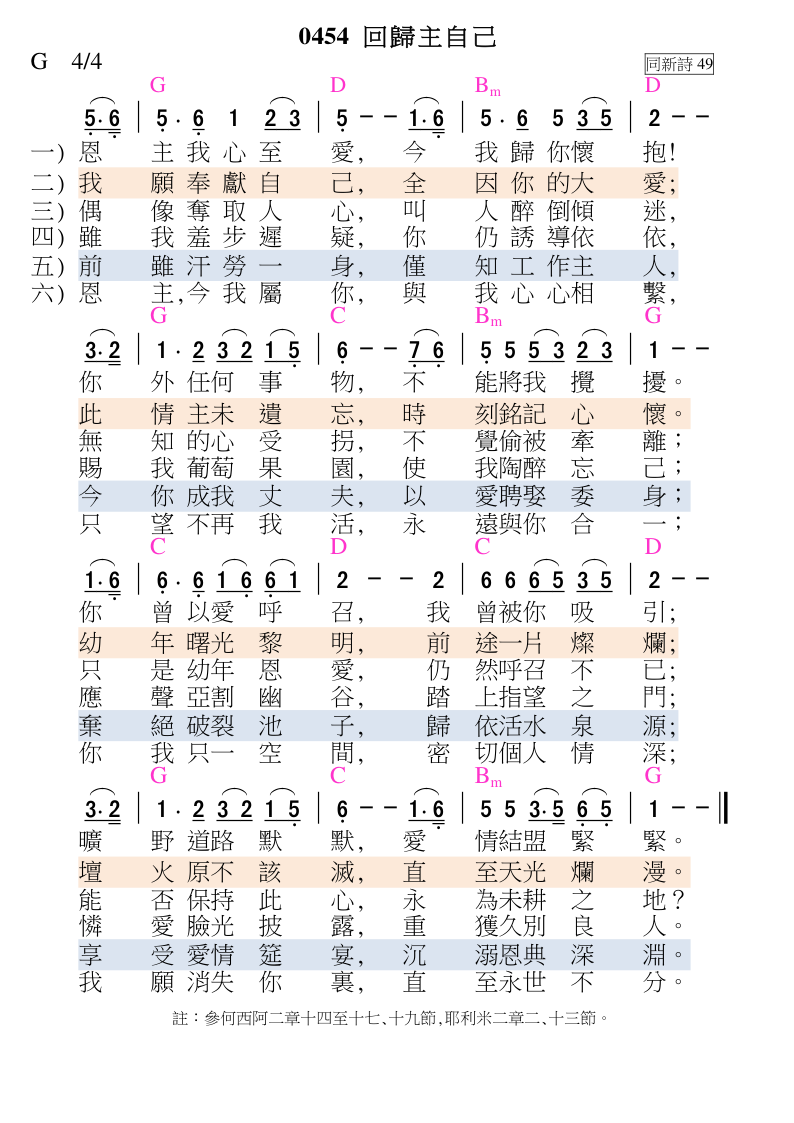 0454 回歸主自己
G 4/4
同新詩 49
G D Bm D
5· 6 | 5 · 6 1 2 3 | 5 – – 1· 6 | 5 · 6 5 3 5 | 2 – –
一) 恩 主 我 心 至 愛, 今 我 歸 你懷 抱!
二) 我 願 奉 獻 自 己, 全 因 你 的大 愛;
三) 偶 像 奪 取 人 心, 叫 人 醉 倒傾 迷,
四) 雖 我 羞 步 遲 疑, 你 仍 誘 導依 依,
五) 前 雖 汗 勞 一 身, 僅 知 工 作主 人,
六) 恩 主,今 我 屬 你, 與 我 心 心相 繫,
G C Bm G
3· 2 | 1 · 2 3 2 1 5 | 6 – – 7 6 | 5 5 5 3 2 3 | 1 – –
你 外 任何 事 物, 不 能將我 攪 擾。
此 情 主未 遺 忘, 時 刻銘記 心 懷。
無 知 的心 受 拐, 不 覺偷被 牽 離;
賜 我 葡萄 果 園, 使 我陶醉 忘 己;
今 你 成我 丈 夫, 以 愛聘娶 委 身;
只 望 不再 我 活, 永 遠與你 合 一;
C D C D
1· 6 | 6 · 6 1 6 6 1 | 2 – – 2 | 6 6 6 5 3 5 | 2 – –
你 曾 以愛 呼 召, 我 曾被你 吸 引;
幼 年 曙光 黎 明, 前 途一片 燦 爛;
只 是 幼年 恩 愛, 仍 然呼召 不 已;
應 聲 亞割 幽 谷, 踏 上指望 之 門;
棄 絕 破裂 池 子, 歸 依活水 泉 源;
你 我 只一 空 間, 密 切個人 情 深;
G C Bm G
3· 2 | 1 · 2 3 2 1 5 | 6 – – 1· 6 | 5 5 3· 5 6 5 | 1 – – ‖
曠 野 道路 默 默, 愛 情結盟 緊 緊。
壇 火 原不 該 滅, 直 至天光 爛 漫。
能 否 保持 此 心, 永 為未耕 之 地?
憐 愛 臉光 披 露, 重 獲久別 良 人。
享 受 愛情 筵 宴, 沉 溺恩典 深 淵。
我 願 消失 你 裏, 直 至永世 不 分。
註:參何西阿二章十四至十七、十九節,耶利米二章二、十三節。